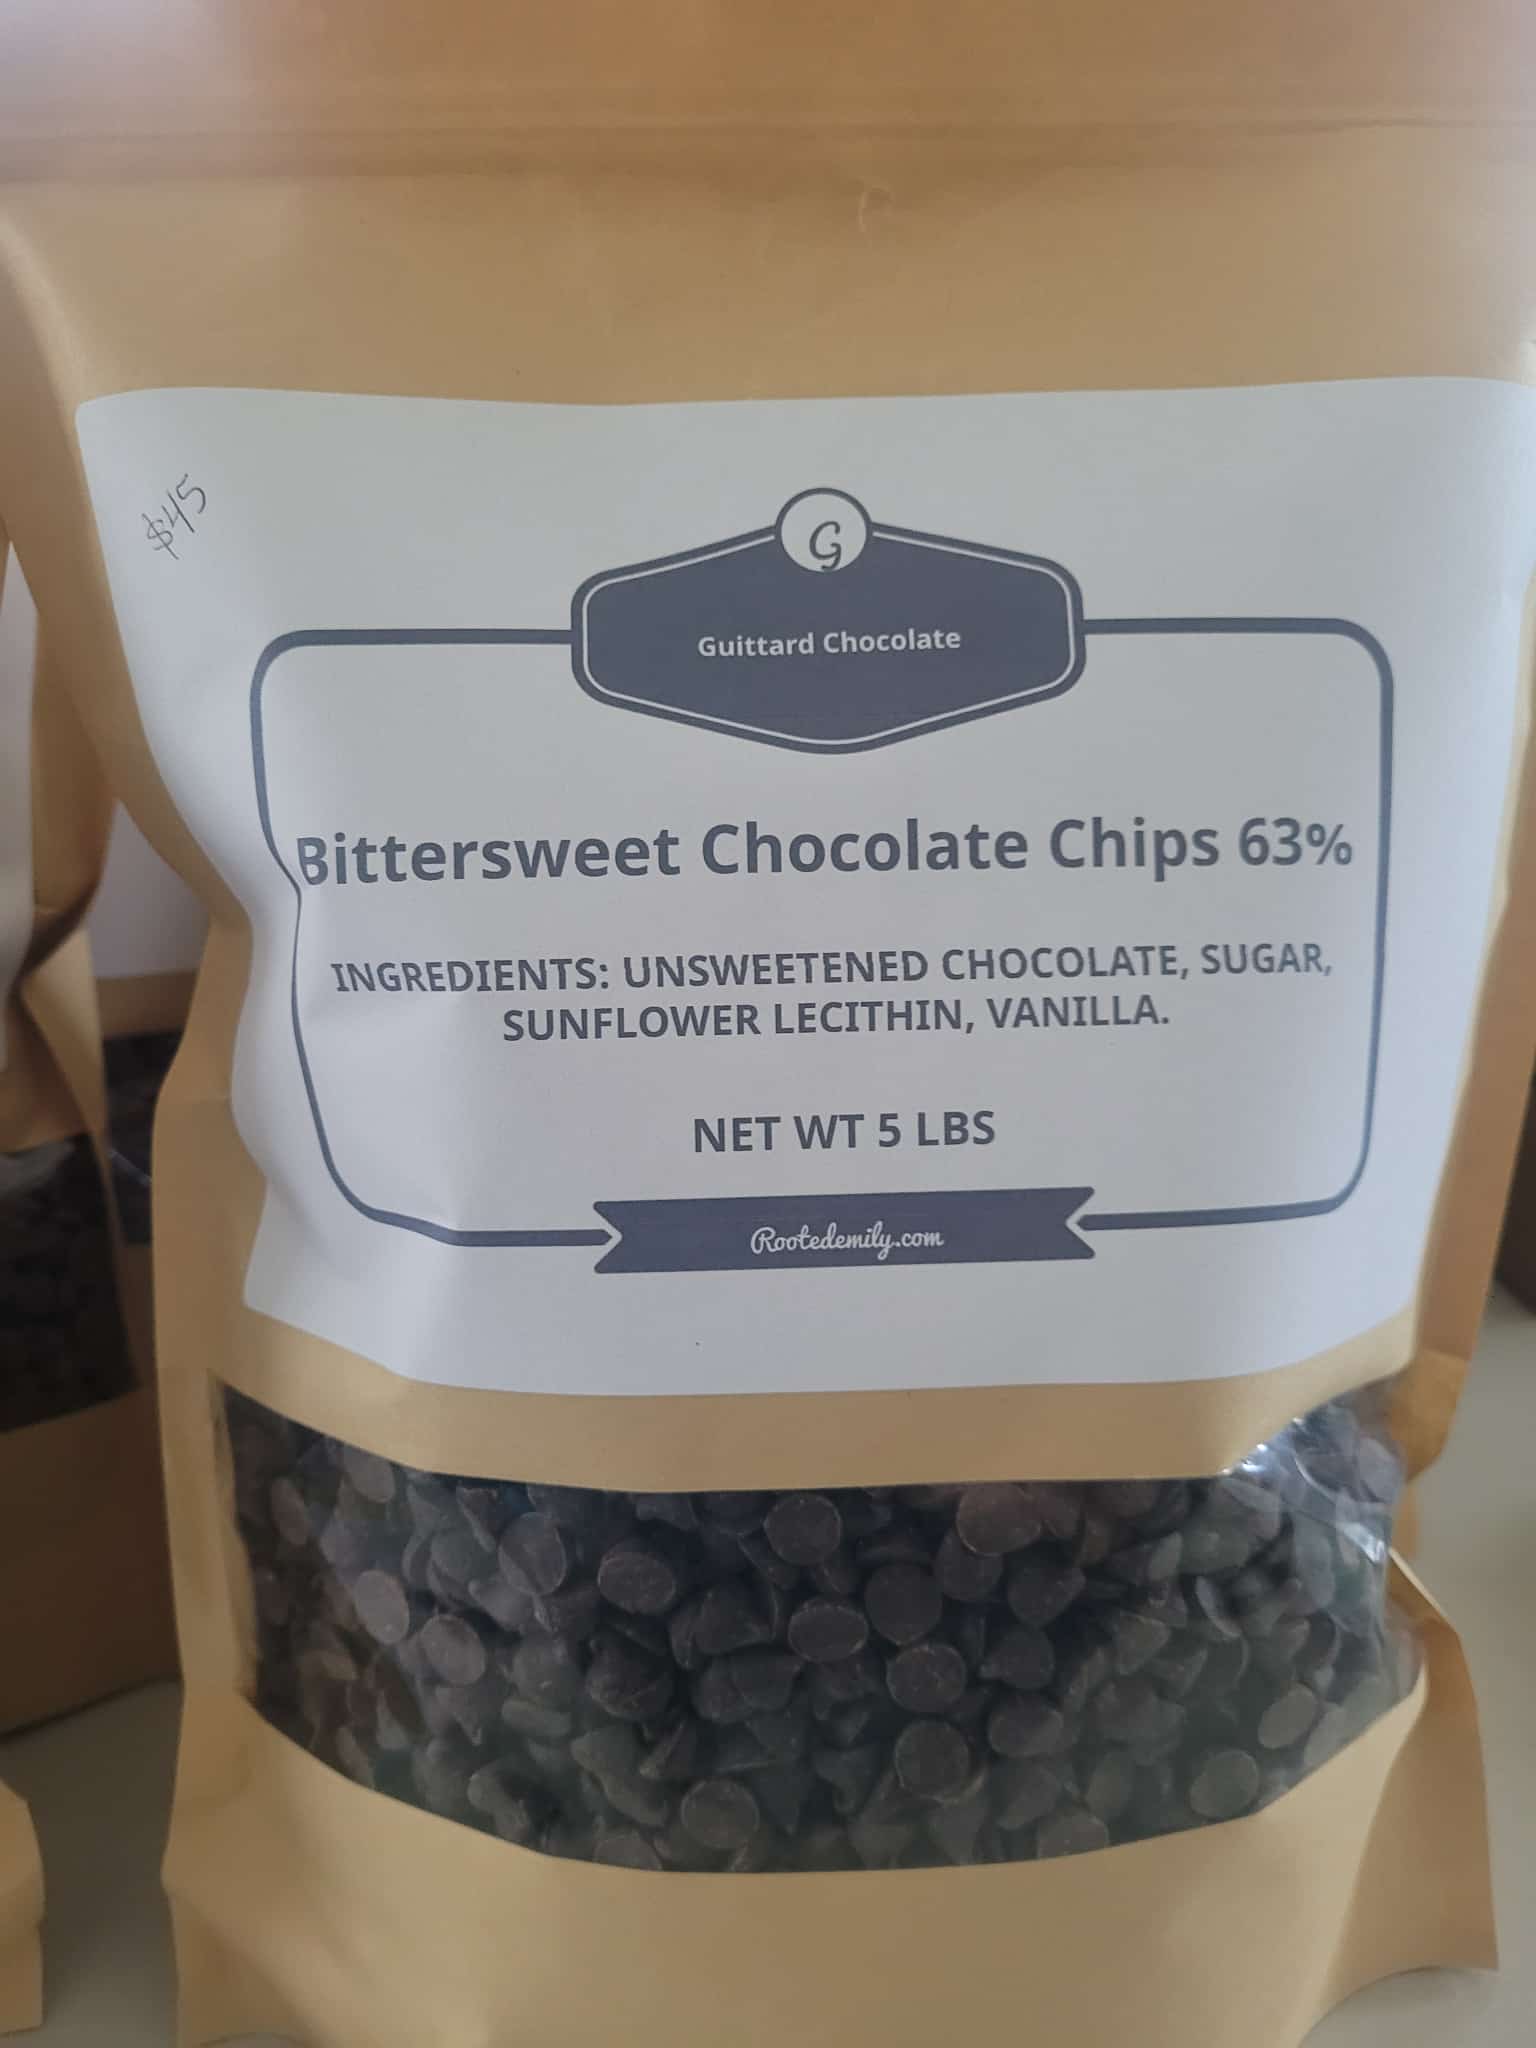 $45
G
Guittard Chocolate
Bittersweet Chocolate Chips 63%
INGREDIENTS: UNSWEETENED CHOCOLATE, SUGAR,
SUNFLOWER LECITHIN, VANILLA.
NET WT 5 LBS
Rootedemily.com